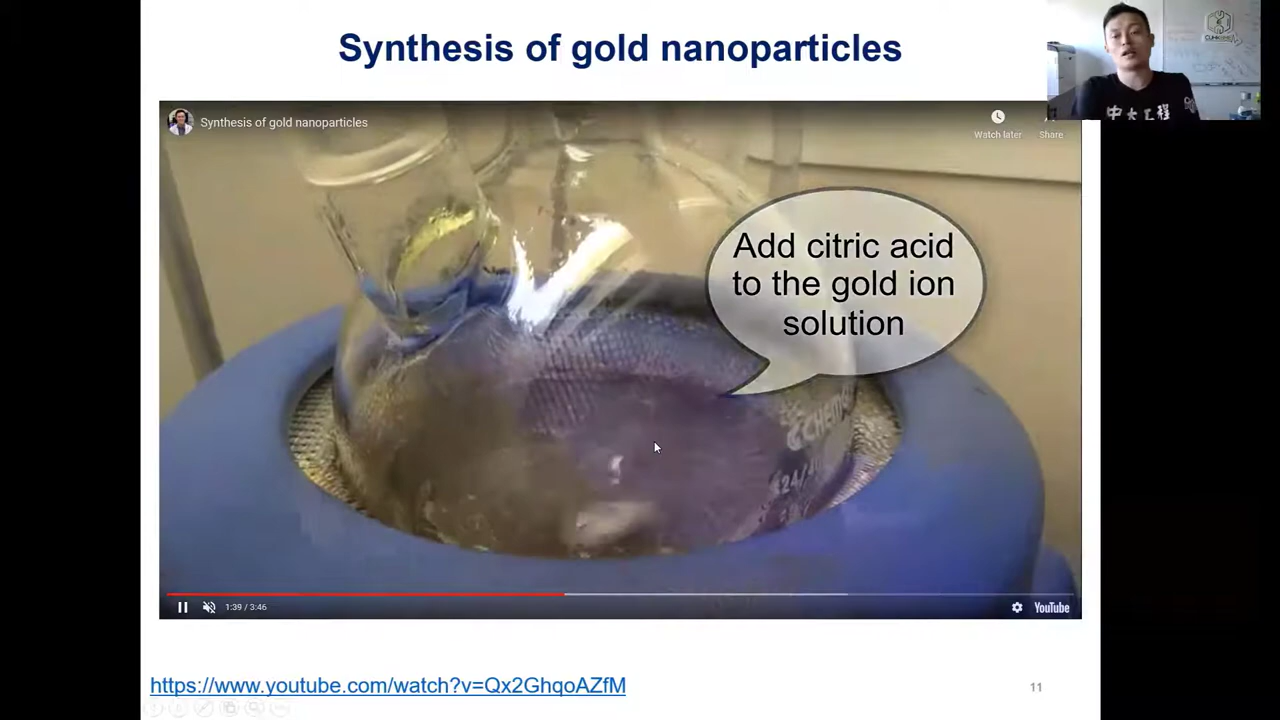 Synthesis of gold nanoparticles
Synthesis of gold nanoparticles
Watch later
Share
Add citric acid
to the gold ion
solution
中大工程
1:39 / 3:46
YouTube
https://www.youtube.com/watch?v=Qx2GhqoAZfM
11